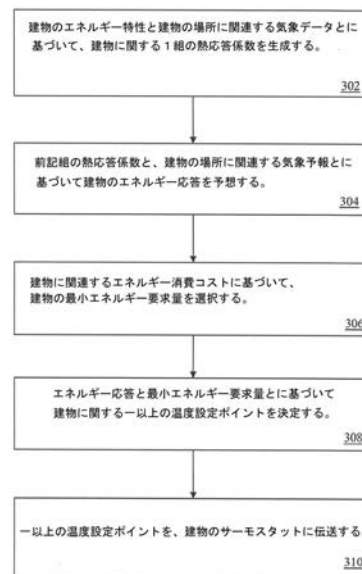 建物のエネルギー特性と建物の場所に関連する気象データとに
基づいて、建物に関する1組の熱応答係数を生成する。
302
前記組の熱応答係数と、建物の場所に関連する気象予報とに
基づいて建物のエネルギー応答を予想する。
304
建物に関連するエネルギー消費コストに基づいて、
建物の最小エネルギー要求量を選択する。
306
エネルギー応答と最小エネルギー要求量とに基づいて
建物に関する一以上の温度設定ポイントを決定する。
308
一以上の温度設定ポイントを、建物のサーモスタットに伝送する
310